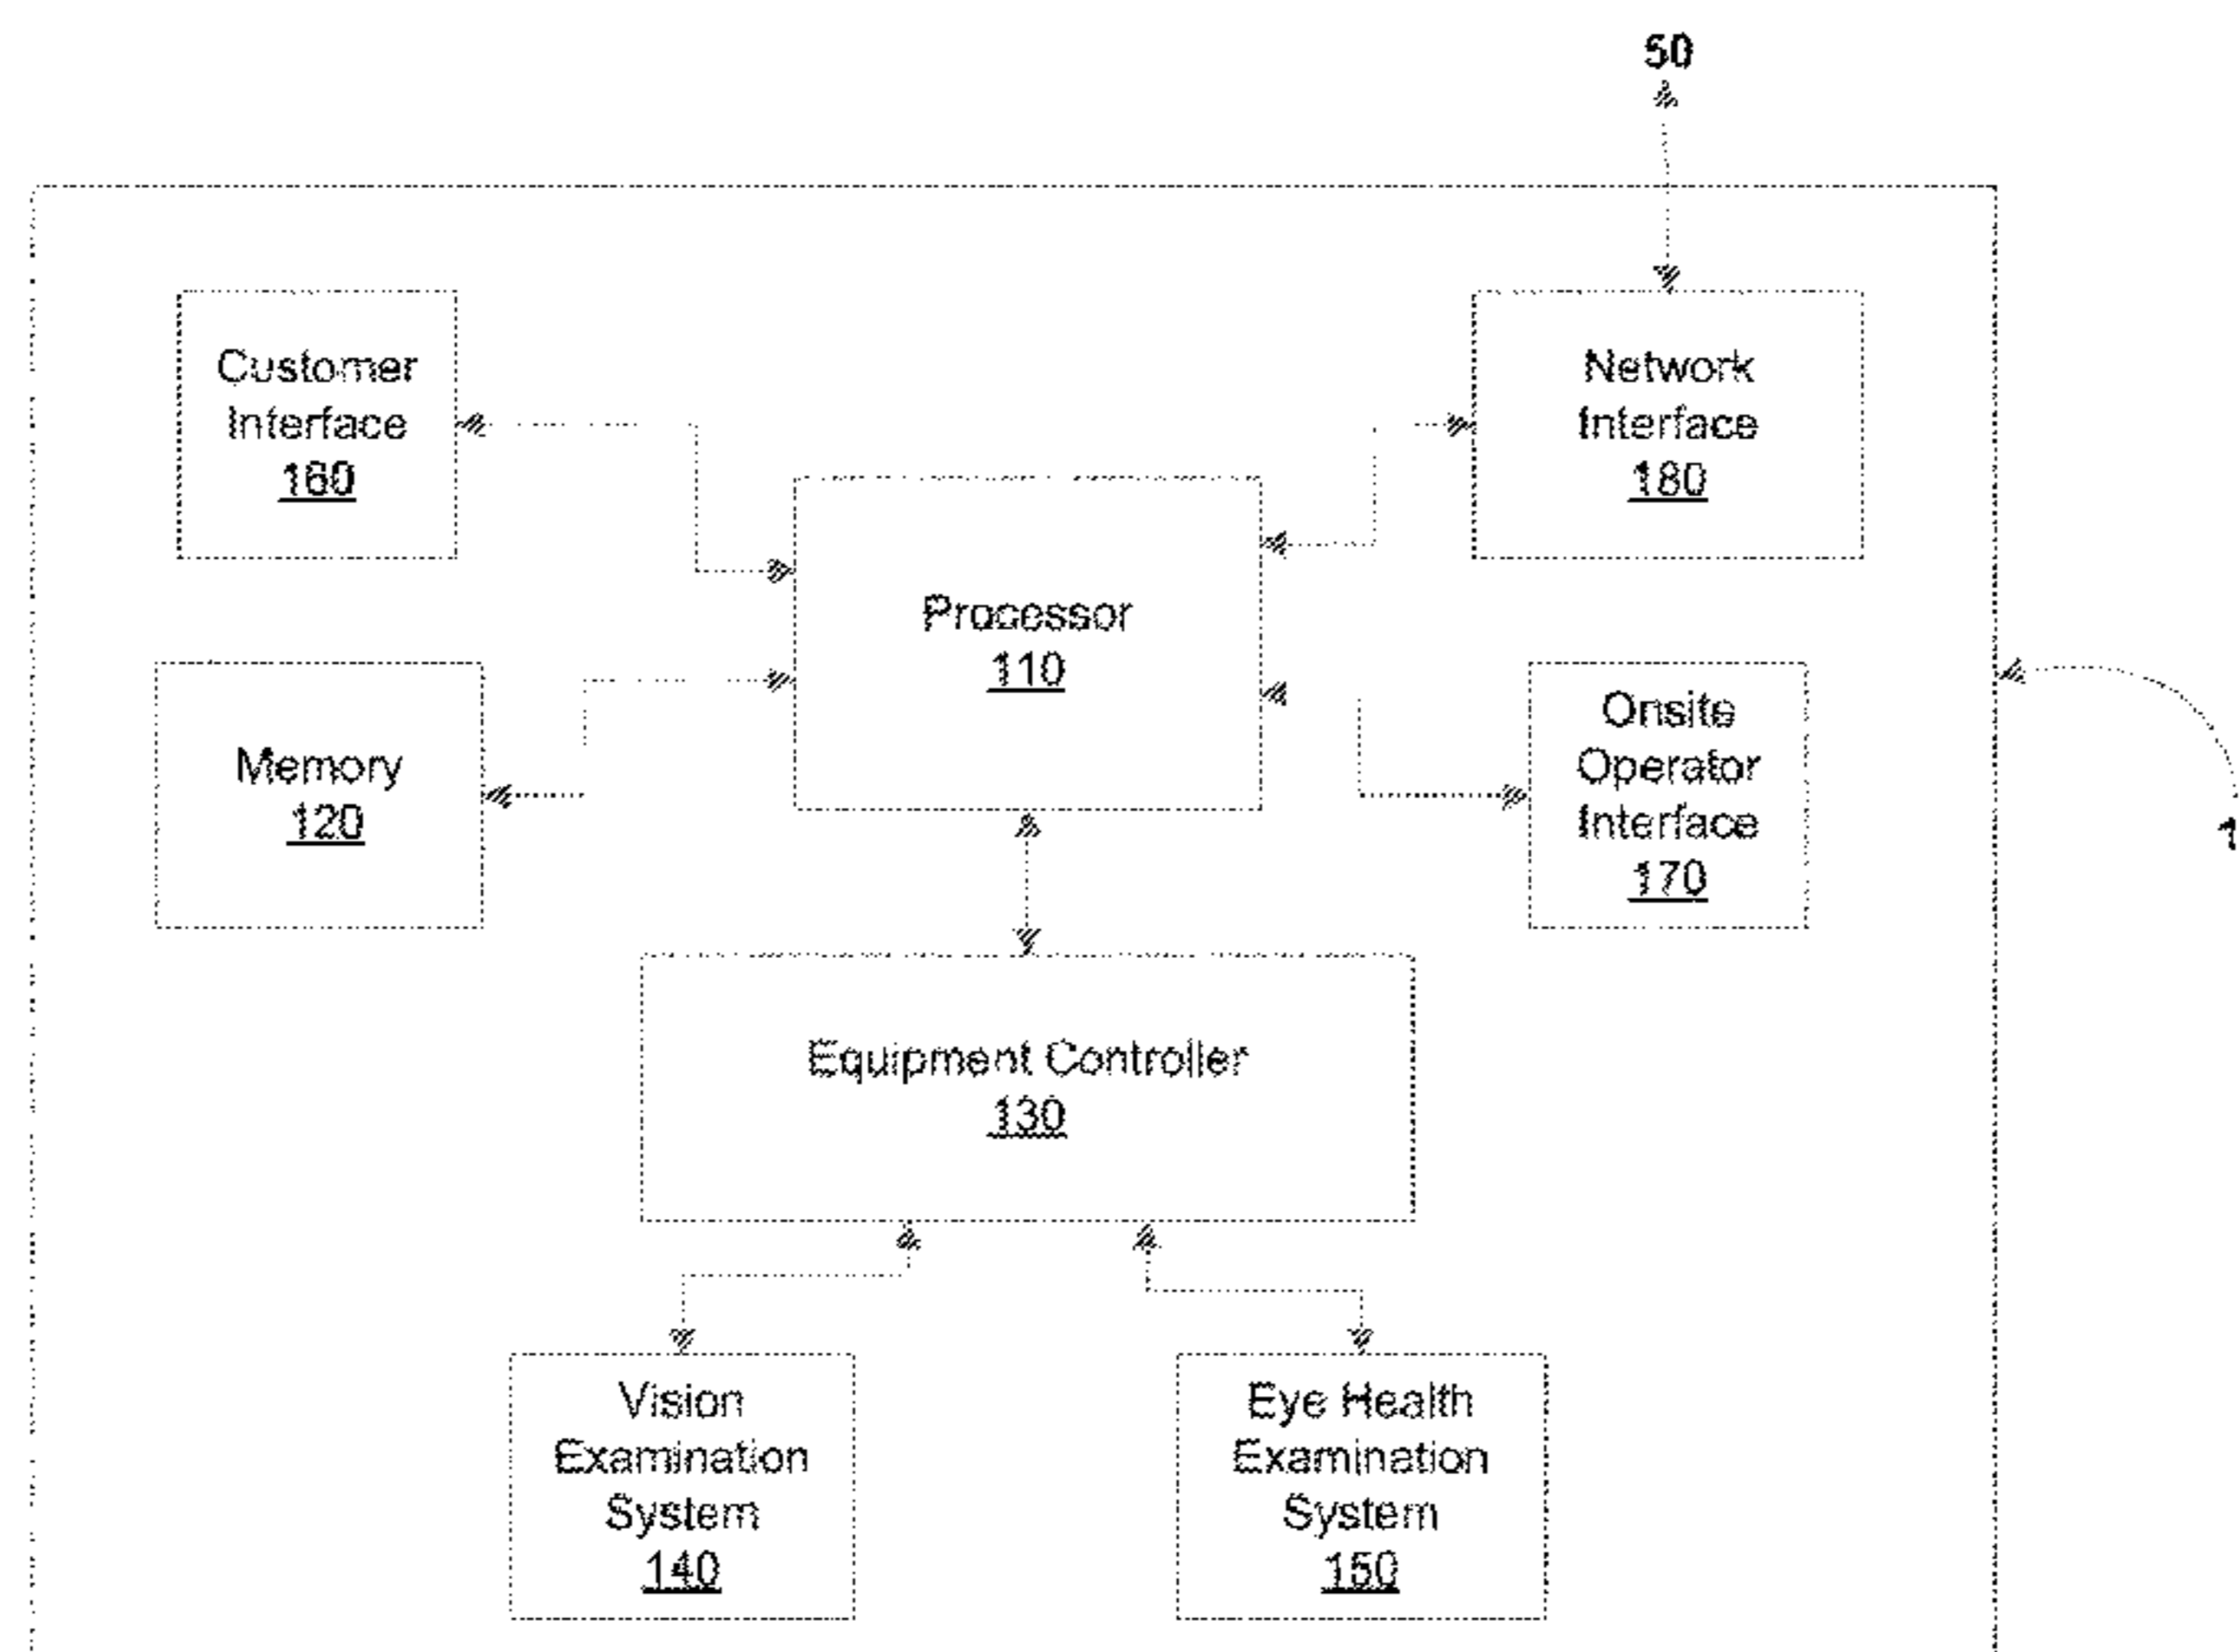 50
Customer
Interface
160
Network
Interface
180
Processor
110
Memory
120
Onsite
Operator
Interface
170
Equipment Controller
130
Vision
Examination
System
140
Eye Health
Examination
System
150